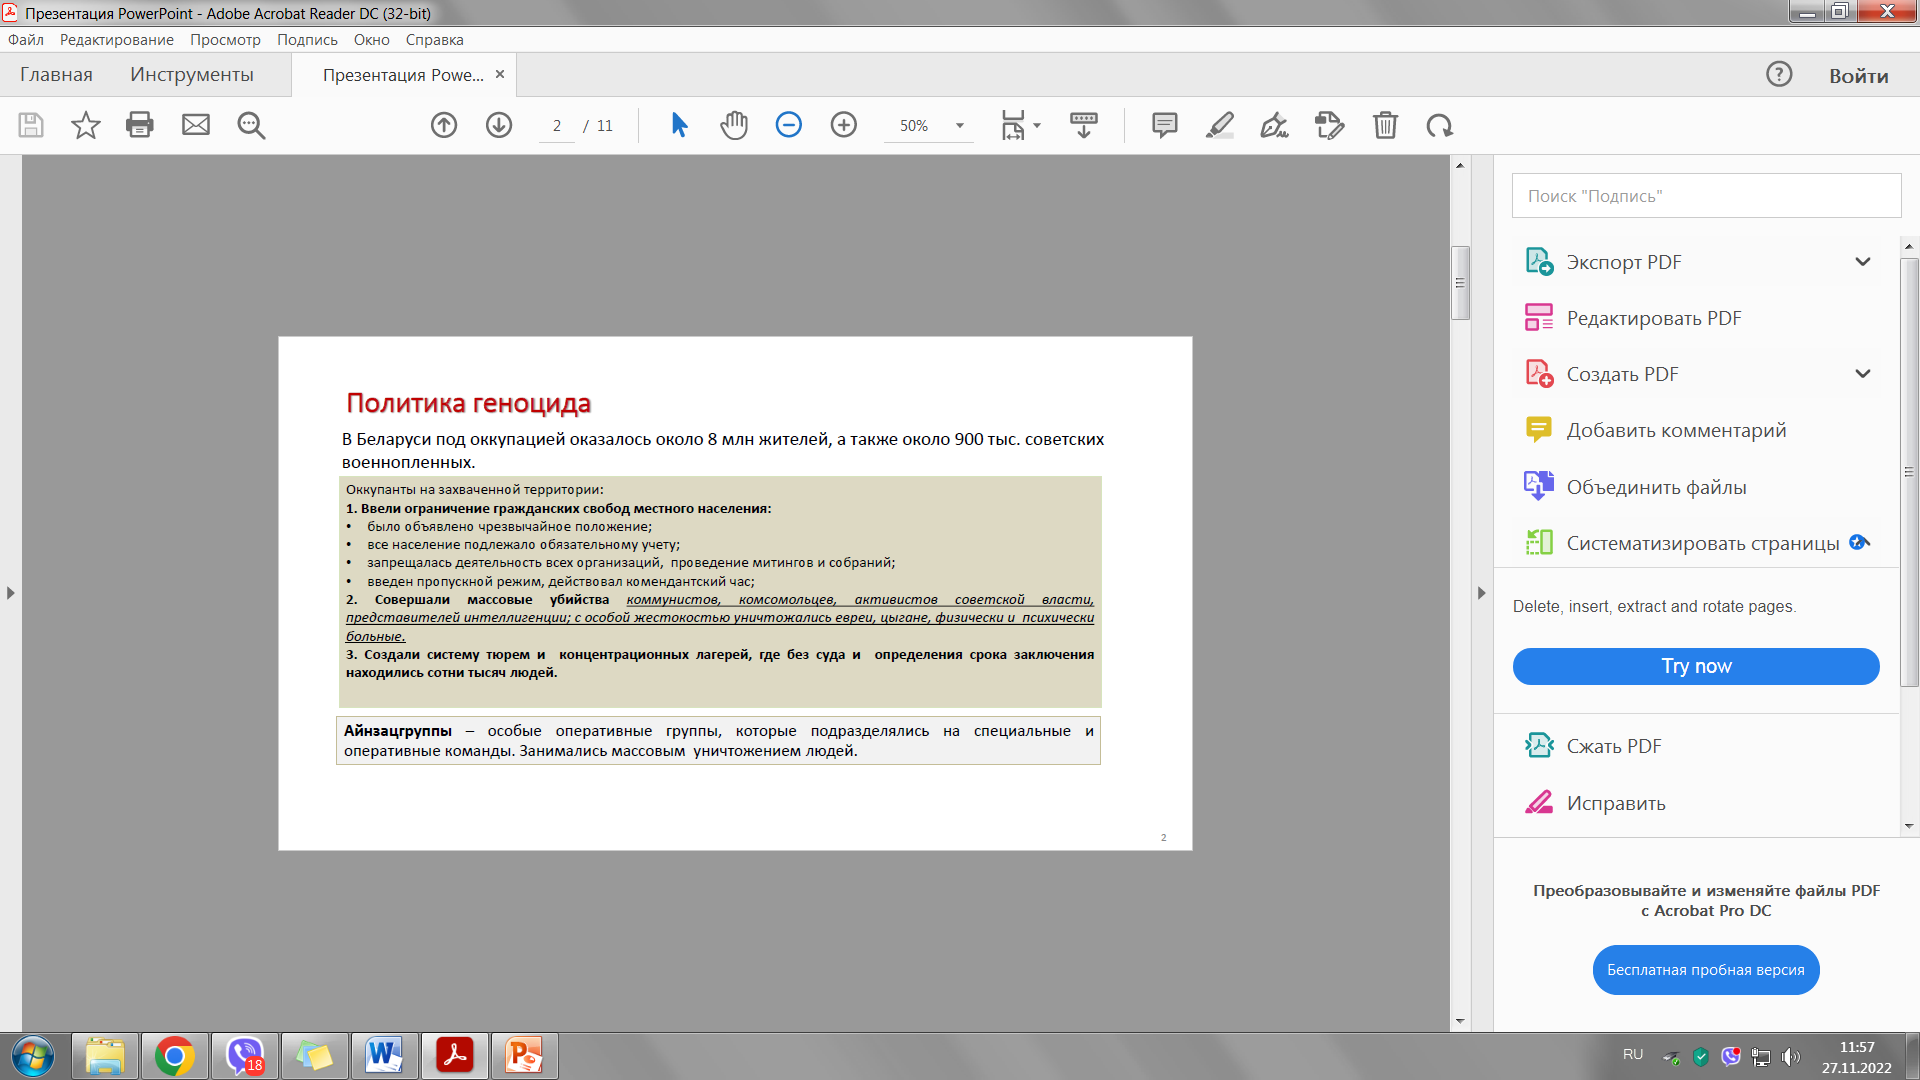 Презентация PowerPoint - Adobe Acrobat Reader DC (32-bit)
Файл Редактирование Просмотр Подпись Окно Справка
Главная Инструменты Презентация Powe... Войти
2 / 11 50%
Поиск "Подпись"
Экспорт PDF
Редактировать PDF
Создать PDF
Добавить комментарий
Объединить файлы
Систематизировать страницы
Delete, insert, extract and rotate pages.
Try now
Сжать PDF
Исправить
Преобразовывайте и изменяйте файлы PDF
с Acrobat Pro DC
Бесплатная пробная версия
Политика геноцида
В Беларуси под оккупацией оказалось около 8 млн жителей, а также около 900 тыс. советских
военнопленных.
Оккупанты на захваченной территории:
1. Ввели ограничение гражданских свобод местного населения:
• было объявлено чрезвычайное положение;
• все население подлежало обязательному учету;
• запрещалась деятельность всех организаций, проведение митингов и собраний;
• введен пропускной режим, действовал комендантский час;
2. Совершали массовые убийства коммунистов, комсомольцев, активистов советской власти,
представителей интеллигенции; с особой жестокостью уничтожались евреи, цыгане, физически и психически
больные.
3. Создали систему тюрем и концентрационных лагерей, где без суда и определения срока заключения
находились сотни тысяч людей.
Айнзацгруппы – особые оперативные группы, которые подразделялись на специальные и
оперативные команды. Занимались массовым уничтожением людей.
2
18
RU
11:57
27.11.2022